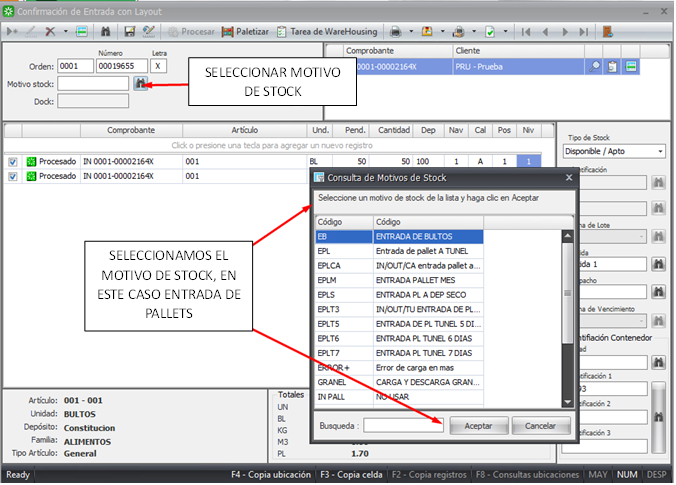 Confirmación de Entrada con Layout
Procesar Paletizar Tarea de WareHousing
Número Letra
Orden: 0001 00019655 X
Motivo stock:
Dock:
SELECCIONAR MOTIVO
DE STOCK
Comprobante Cliente
0001-00002164X PRU - Prueba
Comprobante Artículo Und. Pend. Cantidad Dep Nav Cal Pos Niv
Click o presione una tecla para agregar un nuevo registro
Procesado IN 0001-00002164X 001 BL 50 50 100 1 A 1 1
Procesado IN 0001-00002164X 001
Tipo de Stock
Disponible / Apto
ntificación
na de Lote
ida
ida 1
pacho
na de Vencimiento
ntifiación Contenedor
ad
ntificación 1
93
ntificación 2
ntificación 3
Consulta de Motivos de Stock
Seleccione un motivo de stock de la lista y haga clic en Aceptar
Código Código
EB ENTRADA DE BULTOS
EPL Entrada de pallet A TUNEL
EPLCA IN/OUT/CA entrada pallet a...
EPLM ENTRADA PALLET MES
EPLS ENTRADA PL A DEP SECO
EPLT3 IN/OUT/TU ENTRADA DE PL...
EPLT5 ENTRADA DE PL TUNEL 5 DI...
EPLT6 ENTRADA PL TUNEL 6 DIAS
EPLT7 ENTRADA PL TUNEL 7 DIAS
ERROR+ Error de carga en mas
GRANEL CARGA Y DESCARGA GRAN...
IN PALL NO USAR
Busqueda : Aceptar Cancelar
SELECCIONAMOS EL
MOTIVO DE STOCK, EN
ESTE CASO ENTRADA DE
PALLETS
Artículo: 001 - 001
Unidad: BULTOS
Depósito: Constitucion
Familia: ALIMENTOS
Tipo Artículo: General
Totales
UN
BL
KG
M3
PL 1.70
Ready F4 - Copia ubicación F3 - Copia celda F2 - Copia registros F8 - Consultas ubicaciones MAY NUM DESP